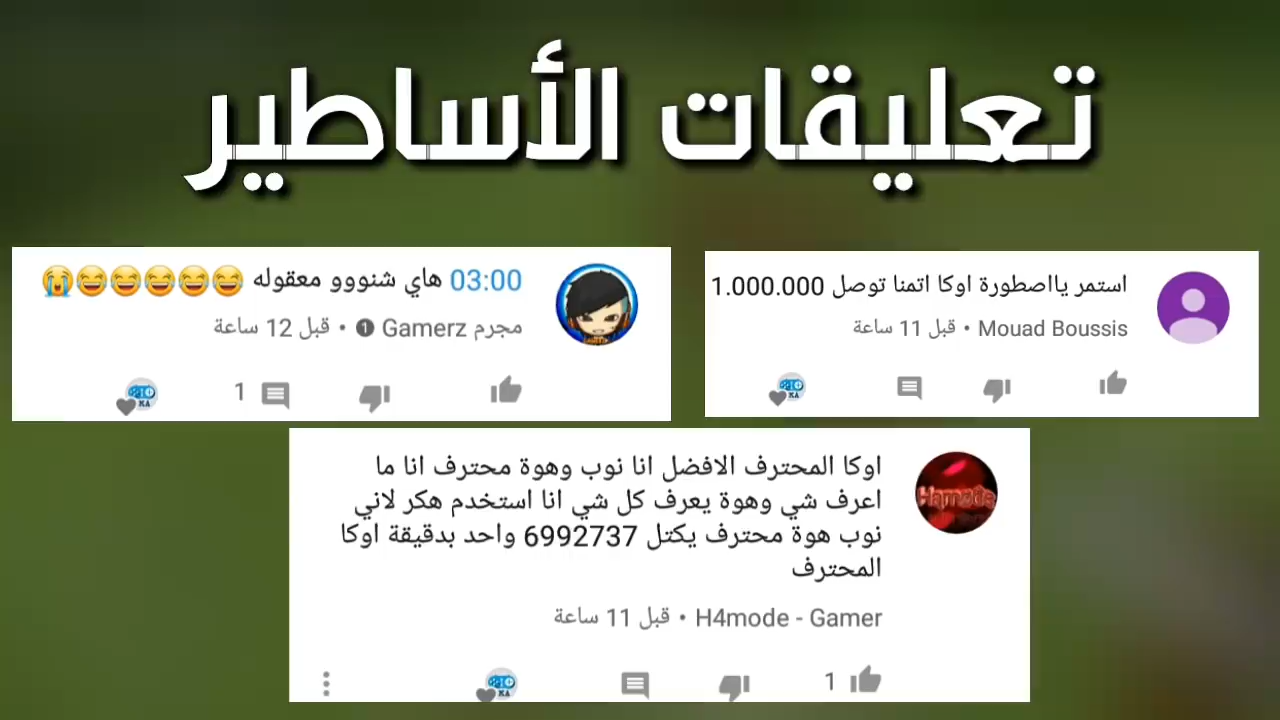 تعليقات الأساطير
استمر يااصطورة اوكا اتمنا توصل 1.000.000
Mouad Boussis • قبل 11 ساعة
03:00 هاي شنووو معقوله 😂😂😂😂😂😭
مجرم Gamerz ❶ • قبل 12 ساعة
1
اوكا المحترف الافضل انا نوب وهوة محترف انا ما
اعرف شي وهوة يعرف كل شي انا استخدم هكر لاني
نوب هوة محترف يكتل 6992737 واحد بدقيقة اوكا
المحترف
H4mode - Gamer • قبل 11 ساعة
1
Hamode